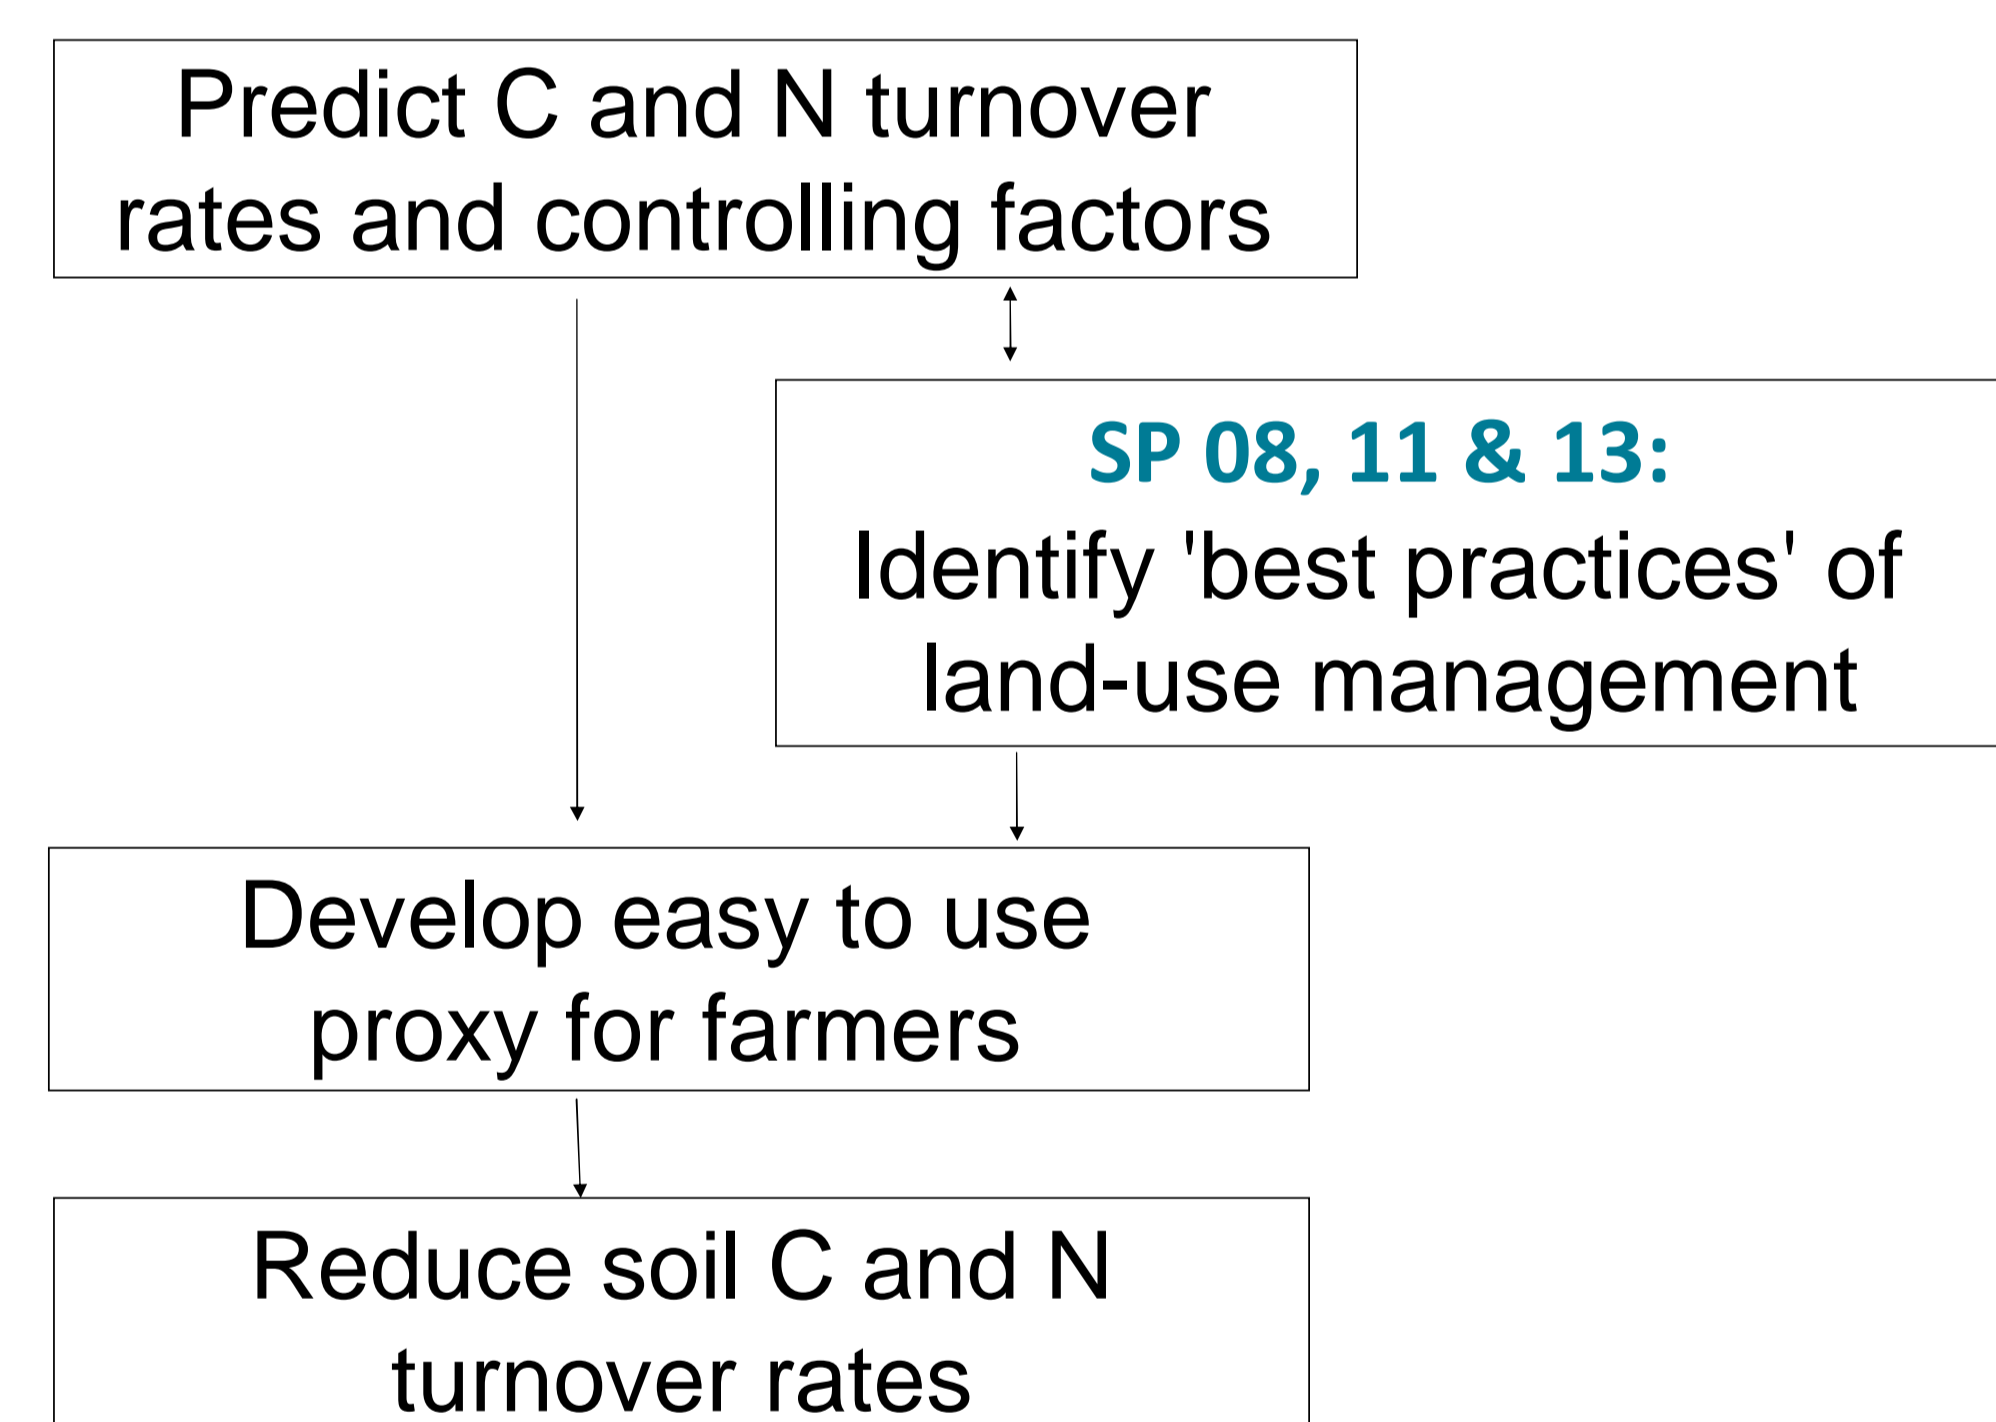 Predict C and N turnover
rates and controlling factors
SP 08, 11 & 13:
Identify 'best practices' of
land-use management
Develop easy to use
proxy for farmers
Reduce soil C and N
turnover rates